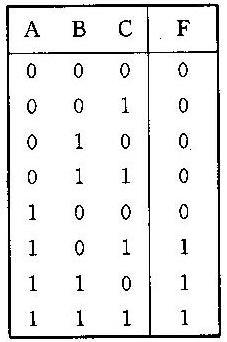 A B C F
0 0 0 0
0 0 1 0
0 1 0 0
0 1 1 0
1 0 0 0
1 0 1 1
1 1 0 1
1 1 1 1